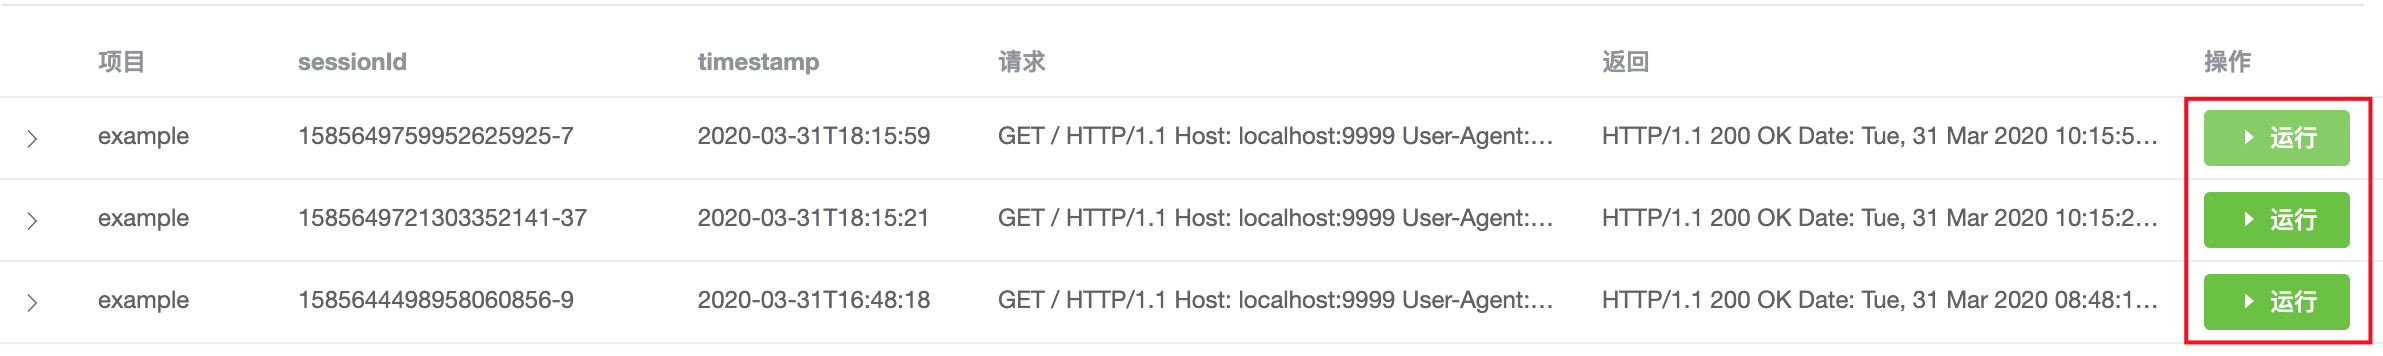 项目 sessionId timestamp 请求 返回 操作
example 1585649759952625925-7 2020-03-31T18:15:59 GET / HTTP/1.1 Host: localhost:9999 User-Agent:... HTTP/1.1 200 OK Date: Tue, 31 Mar 2020 10:15:5... 运行
example 1585649721303352141-37 2020-03-31T18:15:21 GET / HTTP/1.1 Host: localhost:9999 User-Agent:... HTTP/1.1 200 OK Date: Tue, 31 Mar 2020 10:15:2... 运行
example 1585644498958060856-9 2020-03-31T16:48:18 GET / HTTP/1.1 Host: localhost:9999 User-Agent:... HTTP/1.1 200 OK Date: Tue, 31 Mar 2020 08:48:1... 运行